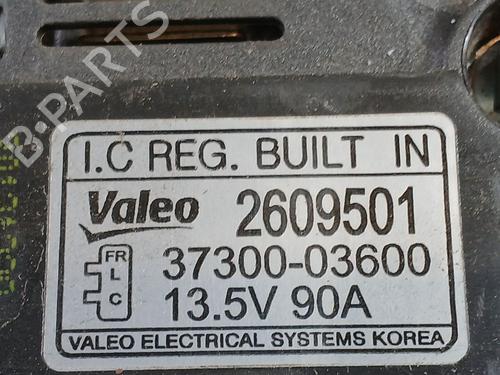 B-PARTS
I.C REG. BUILT IN
Valeo 2609501
FR
L
C
37300-03600
13.5V 90A
VALEO ELECTRICAL SYSTEMS KOREA